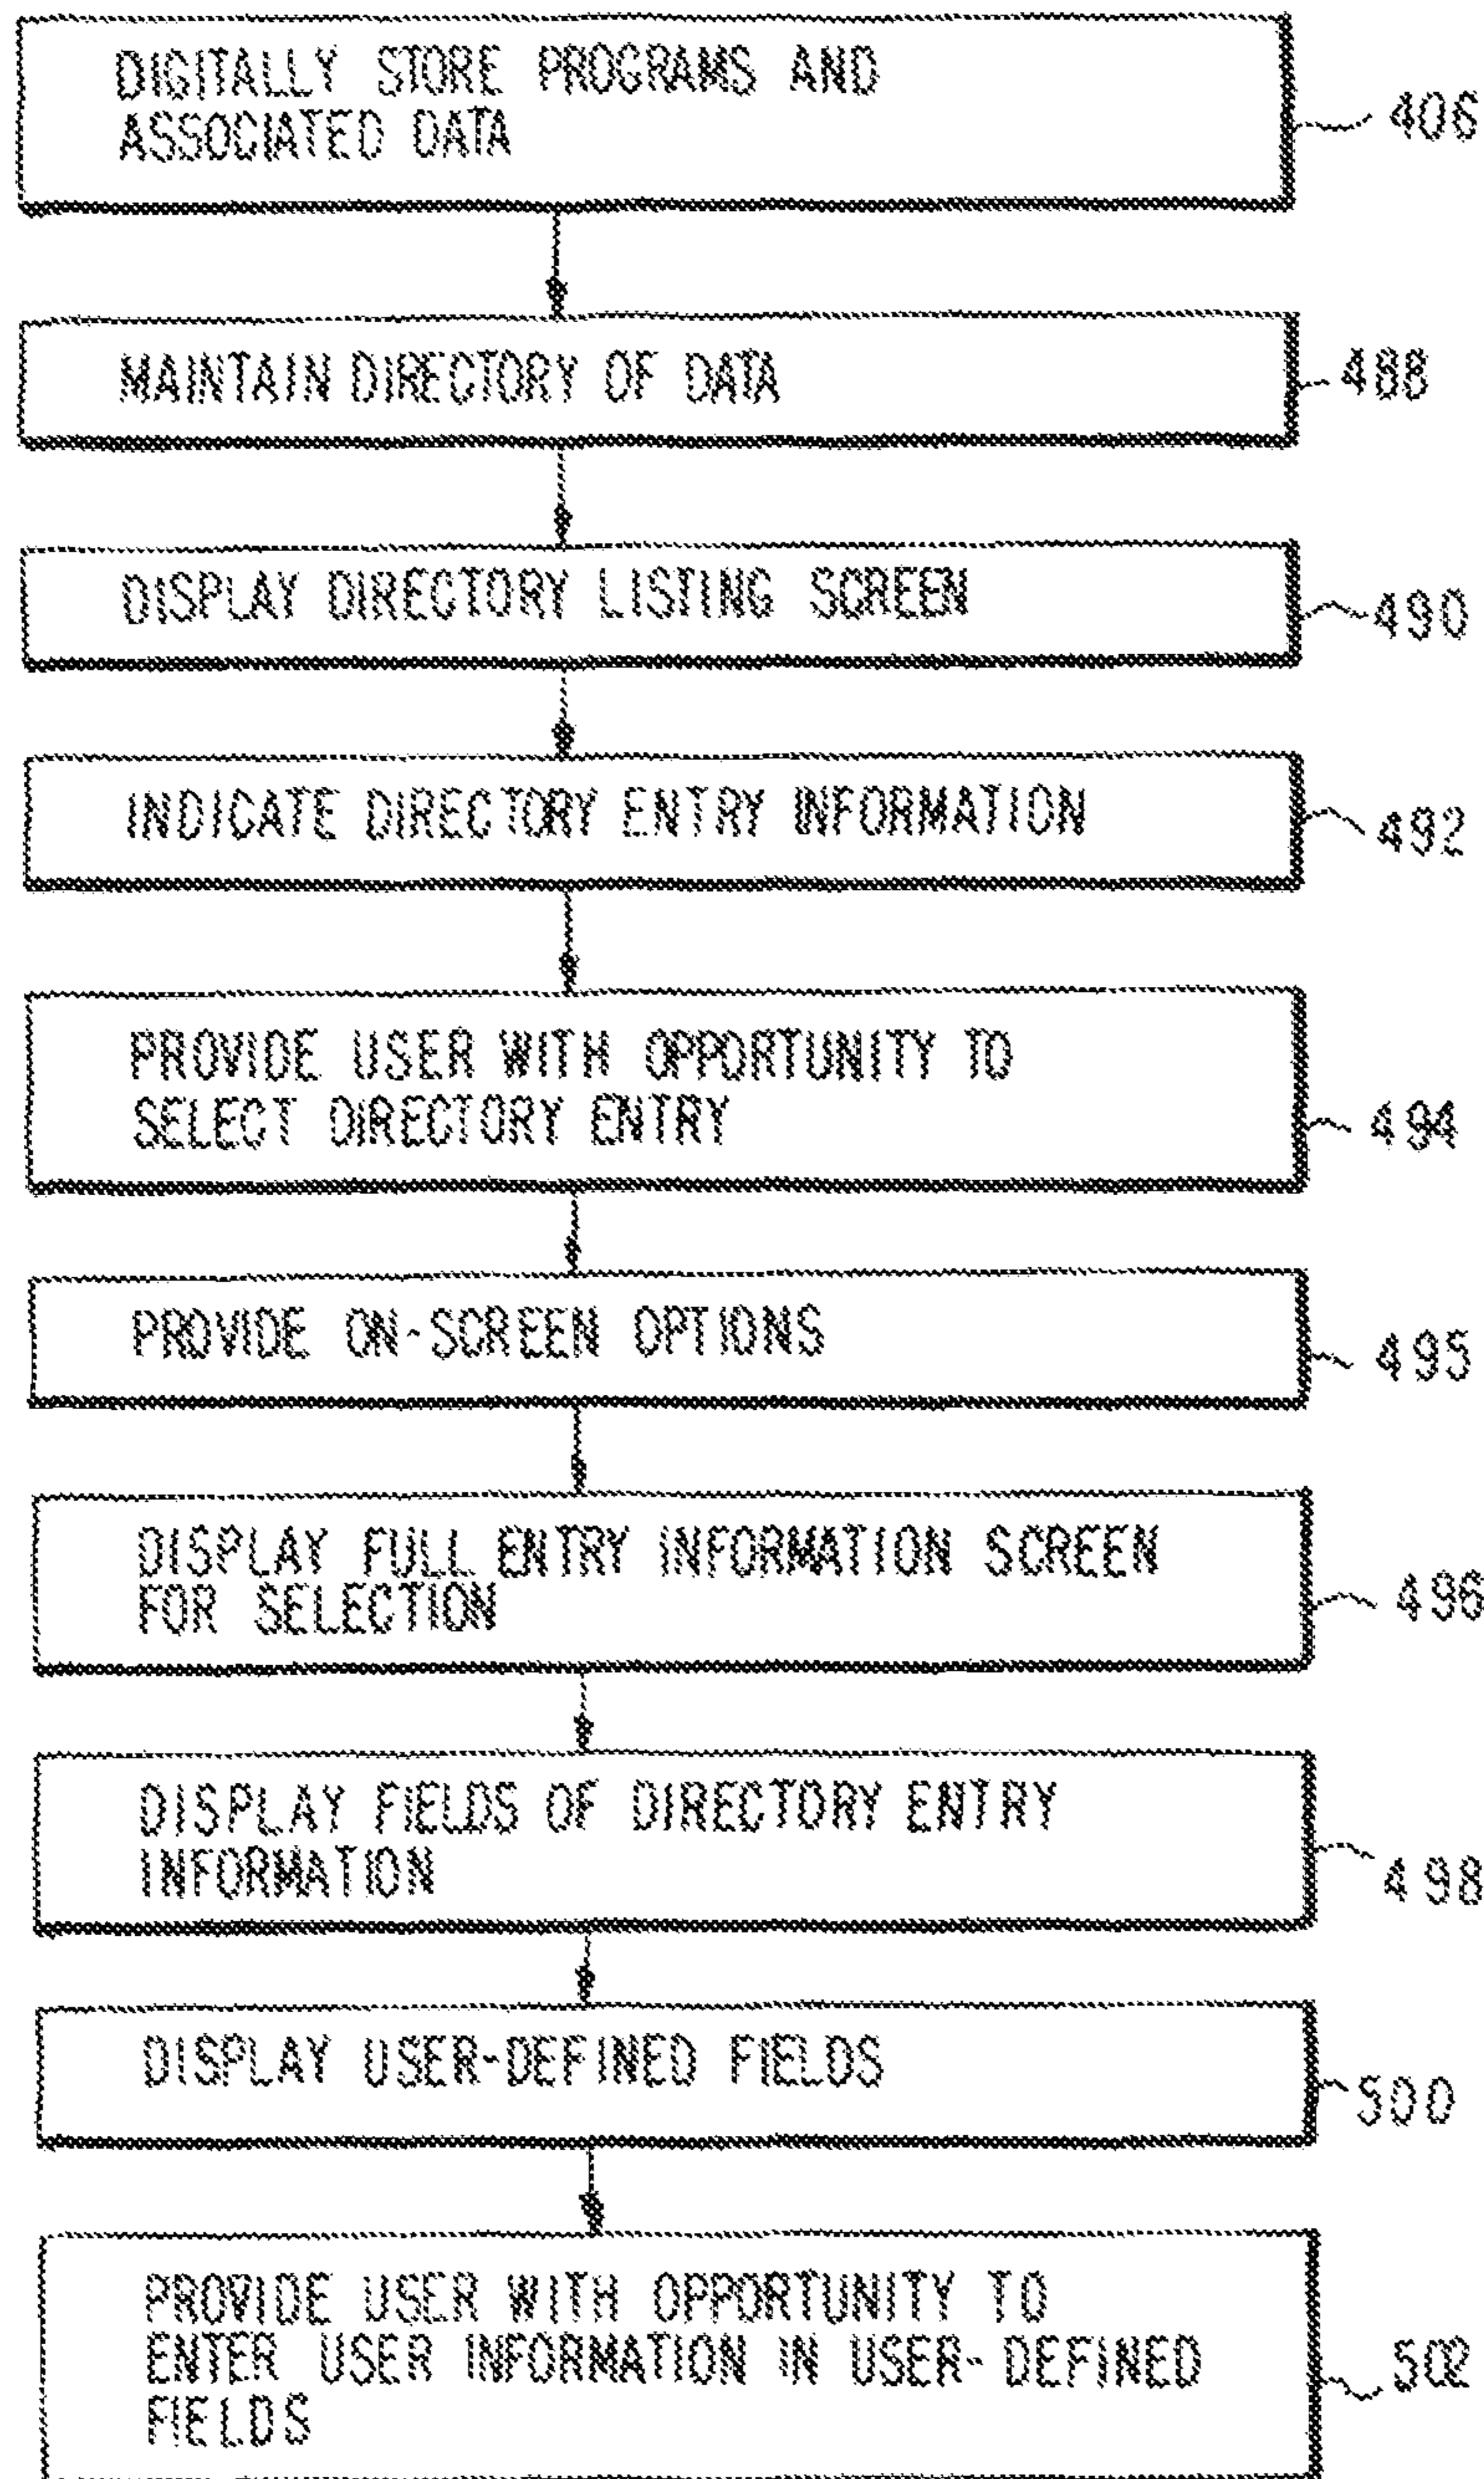 DIGITALLY STORE PROGRAMS AND
ASSOCIATED DATA
406
MAINTAIN DIRECTORY OF DATA
488
DISPLAY DIRECTORY LISTING SCREEN
490
INDICATE DIRECTORY ENTRY INFORMATION
492
PROVIDE USER WITH OPPORTUNITY TO
SELECT DIRECTORY ENTRY
494
PROVIDE ON-SCREEN OPTIONS
495
DISPLAY FULL ENTRY INFORMATION SCREEN
FOR SELECTION
496
DISPLAY FIELDS OF DIRECTORY ENTRY
INFORMATION
498
DISPLAY USER-DEFINED FIELDS
500
PROVIDE USER WITH OPPORTUNITY TO
ENTER USER INFORMATION IN USER-DEFINED
FIELDS
502